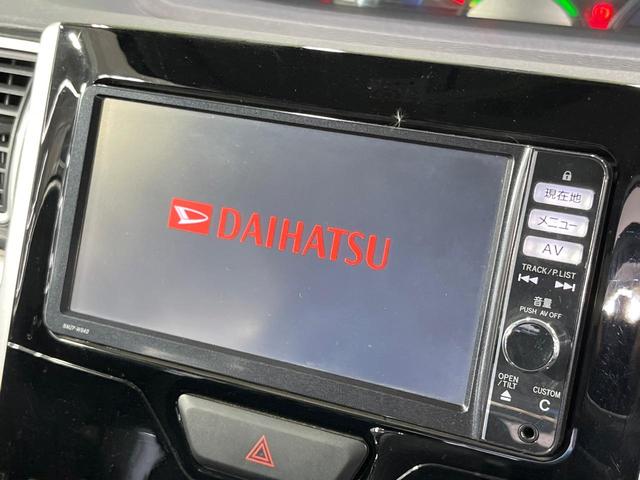 DAIHATSU
現在地
メニュー
AV
TRACK/P.LIST
音量
PUSH AV OFF
OPEN
/TILT
CUSTOM
C